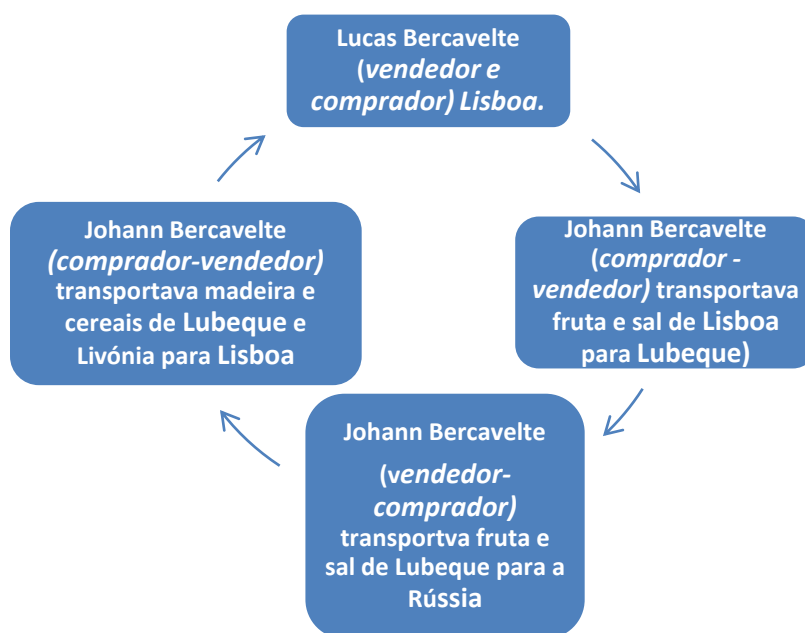 Lucas Bercavelte
(vendedor e
comprador) Lisboa.
Johann Bercavelte
(comprador -
vendedor) transportava
fruta e sal de Lisboa
para Lubeque)
Johann Bercavelte
(vendedor-
comprador)
transportva fruta e
sal de Lubeque para a
Rússia
Johann Bercavelte
(comprador-vendedor)
transportava madeira e
cereais de Lubeque e
Livónia para Lisboa